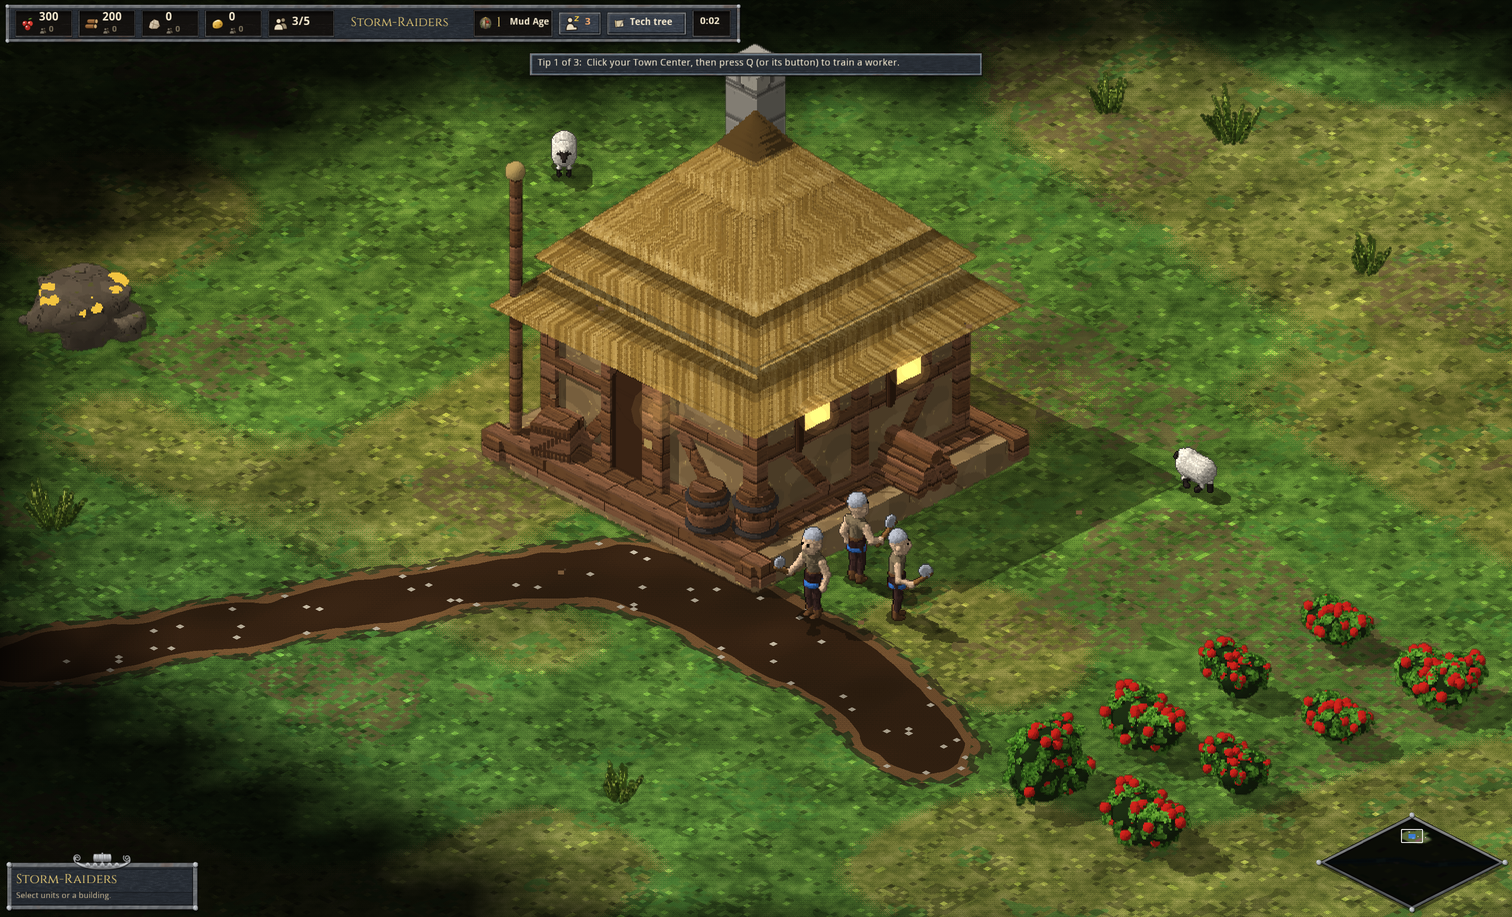 300
0
200
0
0
0
0
0
3/5
Storm-Raiders
Mud Age
z 3
Tech tree
0:02
Tip 1 of 3: Click your Town Center, then press Q (or its button) to train a worker.
Storm-Raiders
Select units or a building.